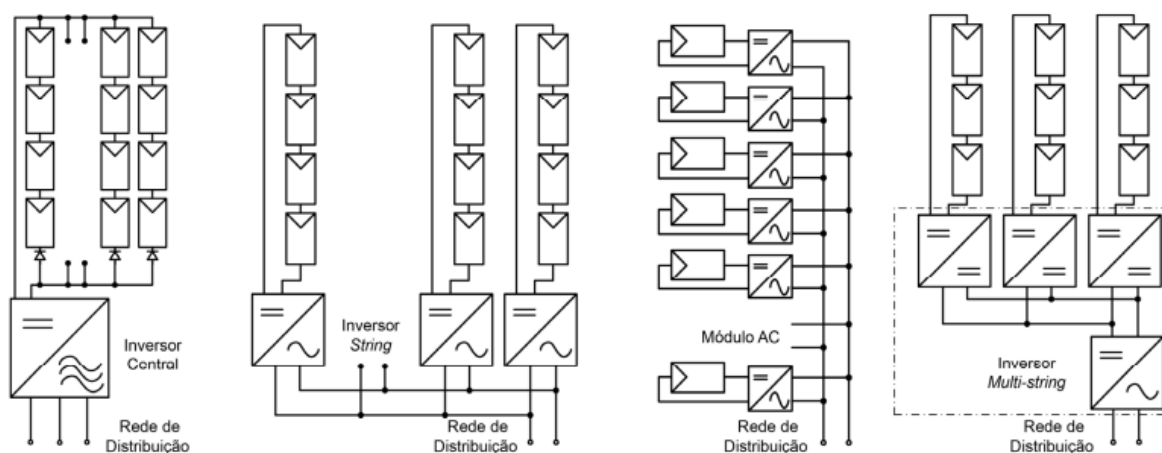 Inversor
Central
Rede de
Distribuição
Inversor
String
Rede de
Distribuição
Módulo AC
Rede de
Distribuição
Inversor
Multi-string
Rede de
Distribuição